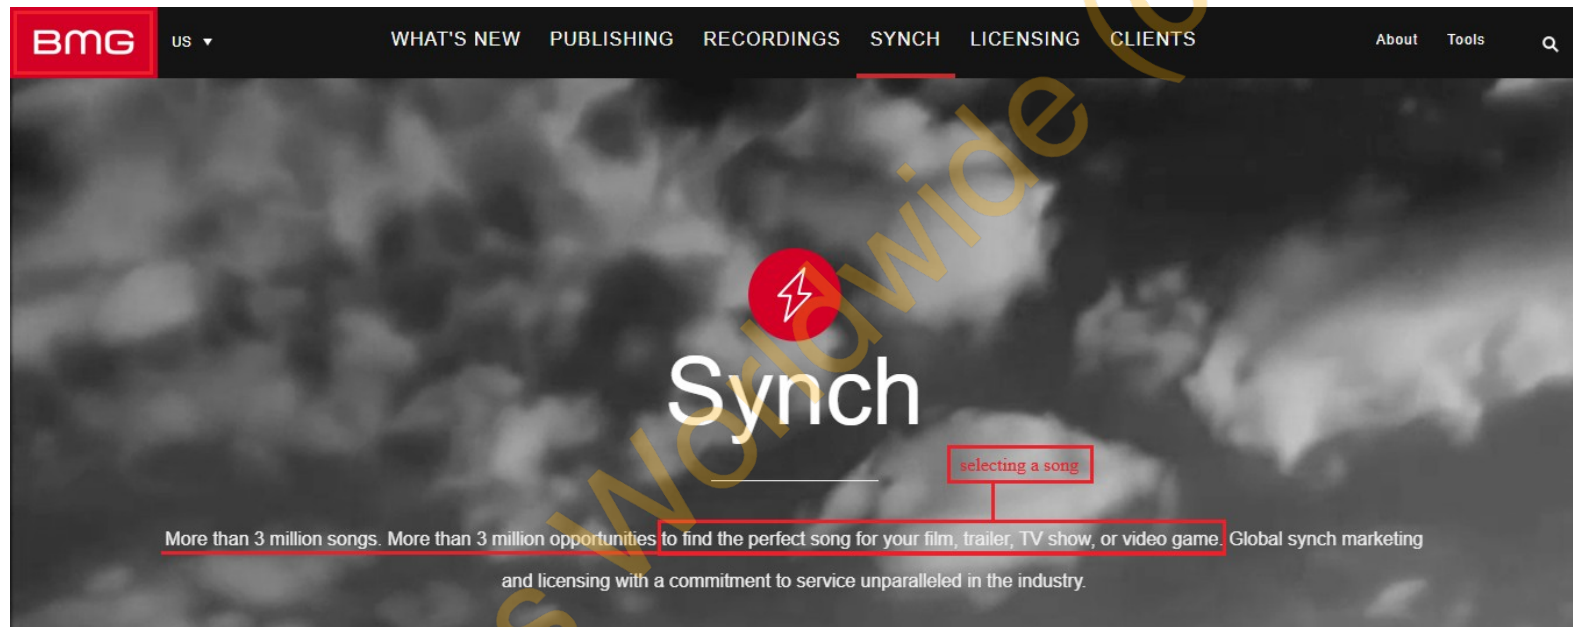 BMG US WHAT'S NEW PUBLISHING RECORDINGS SYNCH LICENSING CLIENTS About Tools
Synch
selecting a song
More than 3 million songs. More than 3 million opportunities to find the perfect song for your film, trailer, TV show, or video game. Global synch marketing
and licensing with a commitment to service unparalleled in the industry.
Worldwide (